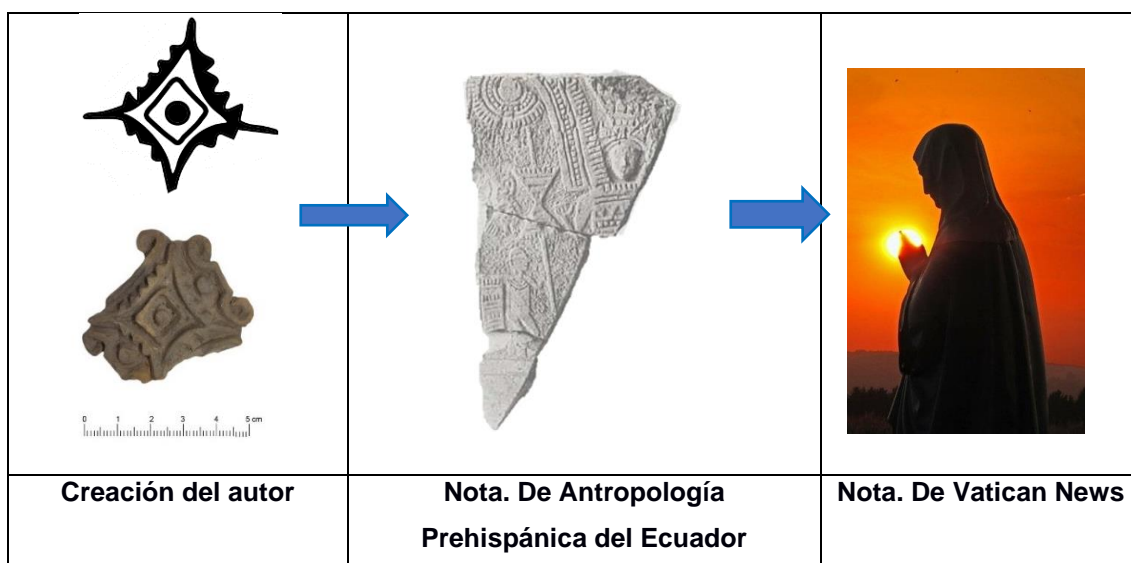 0 1 2 3 4 5 cm
Creación del autor
Nota. De Antropología
Prehispánica del Ecuador
Nota. De Vatican News